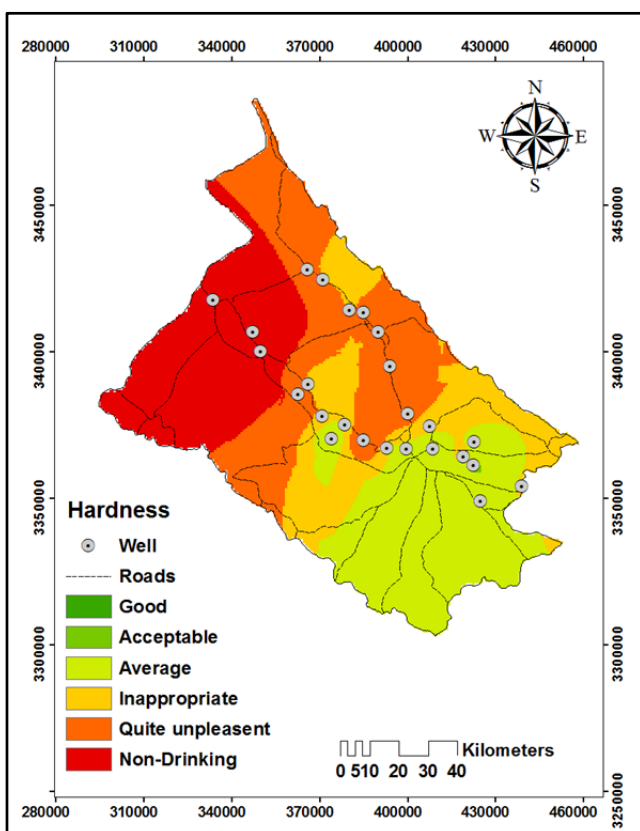 280000 310000 340000 370000 400000 430000 460000
N
W E
S
3450000 3450000
3400000 3400000
3350000 3350000
3300000 3300000
3250000
Hardness
Well
Roads
Good
Acceptable
Average
Inappropriate
Quite unpleasent
Non-Drinking
Kilometers
0 5 10 20 30 40
280000 310000 340000 370000 400000 430000 460000